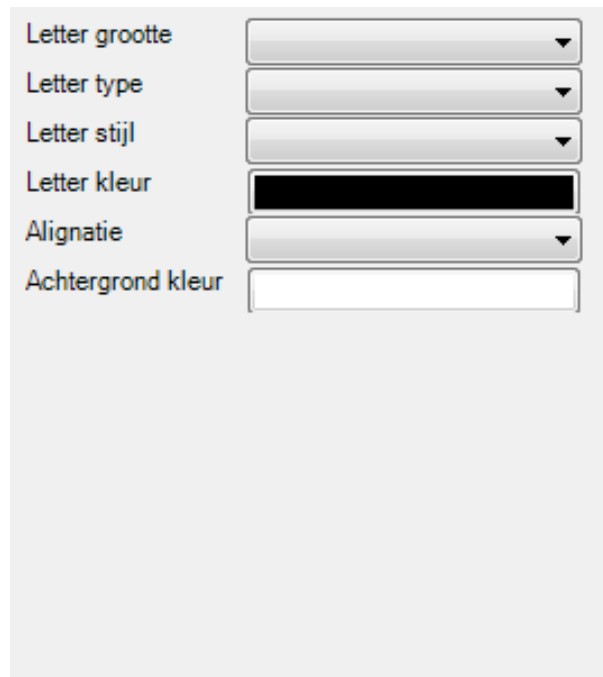 Letter grootte
Letter type
Letter stijl
Letter kleur
Alignatie
Achtergrond kleur